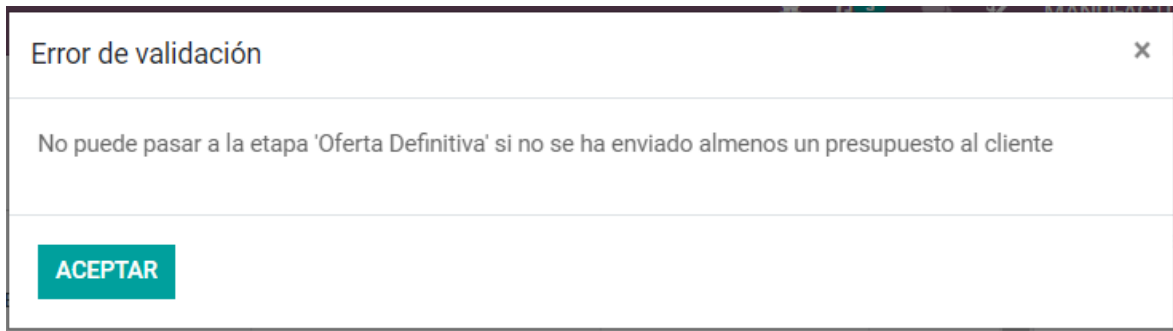 Error de validación
×
No puede pasar a la etapa 'Oferta Definitiva' si no se ha enviado almenos un presupuesto al cliente
ACEPTAR